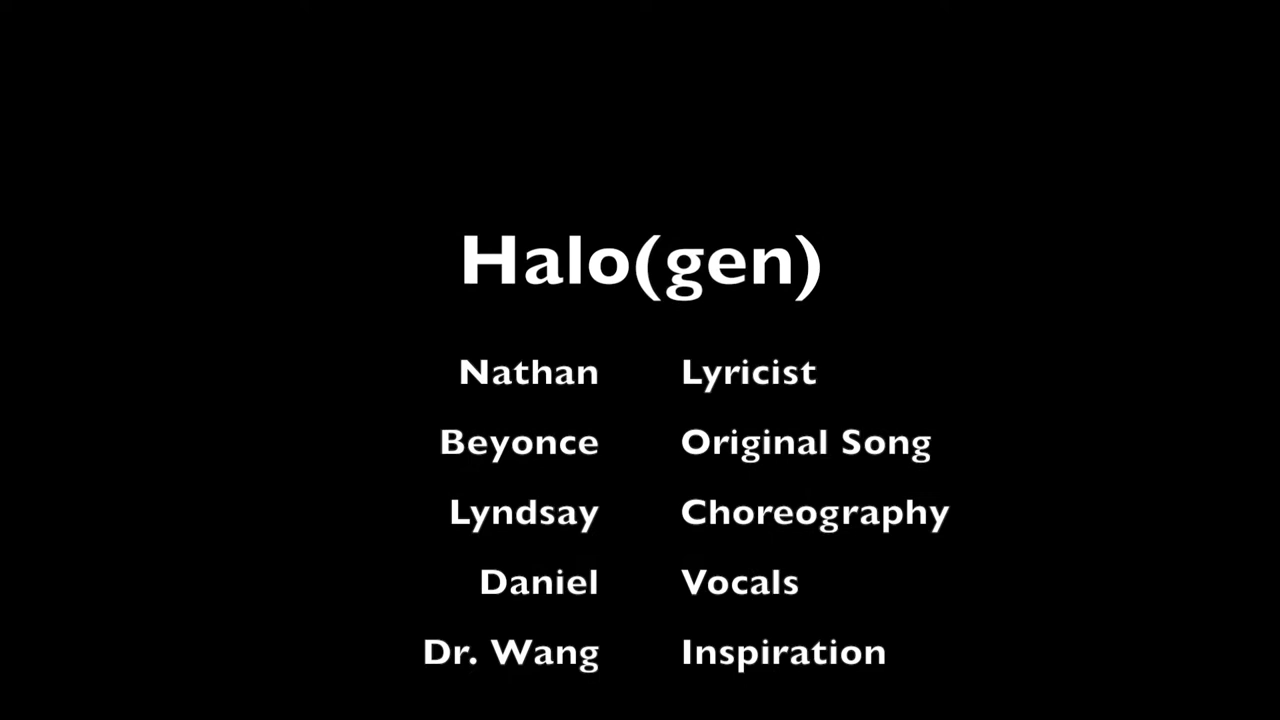 Halo(gen)
Nathan Lyricist
Beyonce Original Song
Lyndsay Choreography
Daniel Vocals
Dr. Wang Inspiration